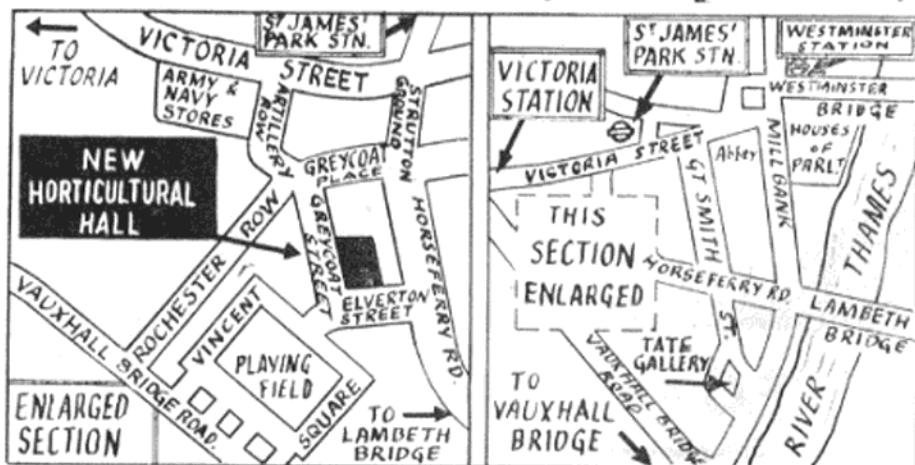 TO
VICTORIA
VICTORIA
STREET
ST. JAMES'
PARK STN.
ARMY &
NAVY
STORES
ARTILLERY
ROW
STRUTTON
GROUND
GREYCOAT
PLACE
NEW
HORTICULTURAL
HALL
GREYCOAT
STREET
HORSEFERRY RD.
ROCHESTER ROW
ELVERTON
STREET
VAUXHALL
BRIDGE ROAD.
VINCENT
SQUARE
PLAYING
FIELD
ENLARGED
SECTION
TO
LAMBETH
BRIDGE
ST. JAMES'
PARK STN.
WESTMINSTER
STATION
VICTORIA
STATION
WESTMINSTER
BRIDGE
HOUSES
OF
PARLT.
VICTORIA STREET
Abbey
MILL BANK
GT SMITH
ST.
THIS
SECTION
ENLARGED
HORSEFERRY RD.
LAMBETH
BRIDGE
RIVER THAMES
TATE
GALLERY
VAUXHALL BRIDGE
ROAD
TO
VAUXHALL
BRIDGE